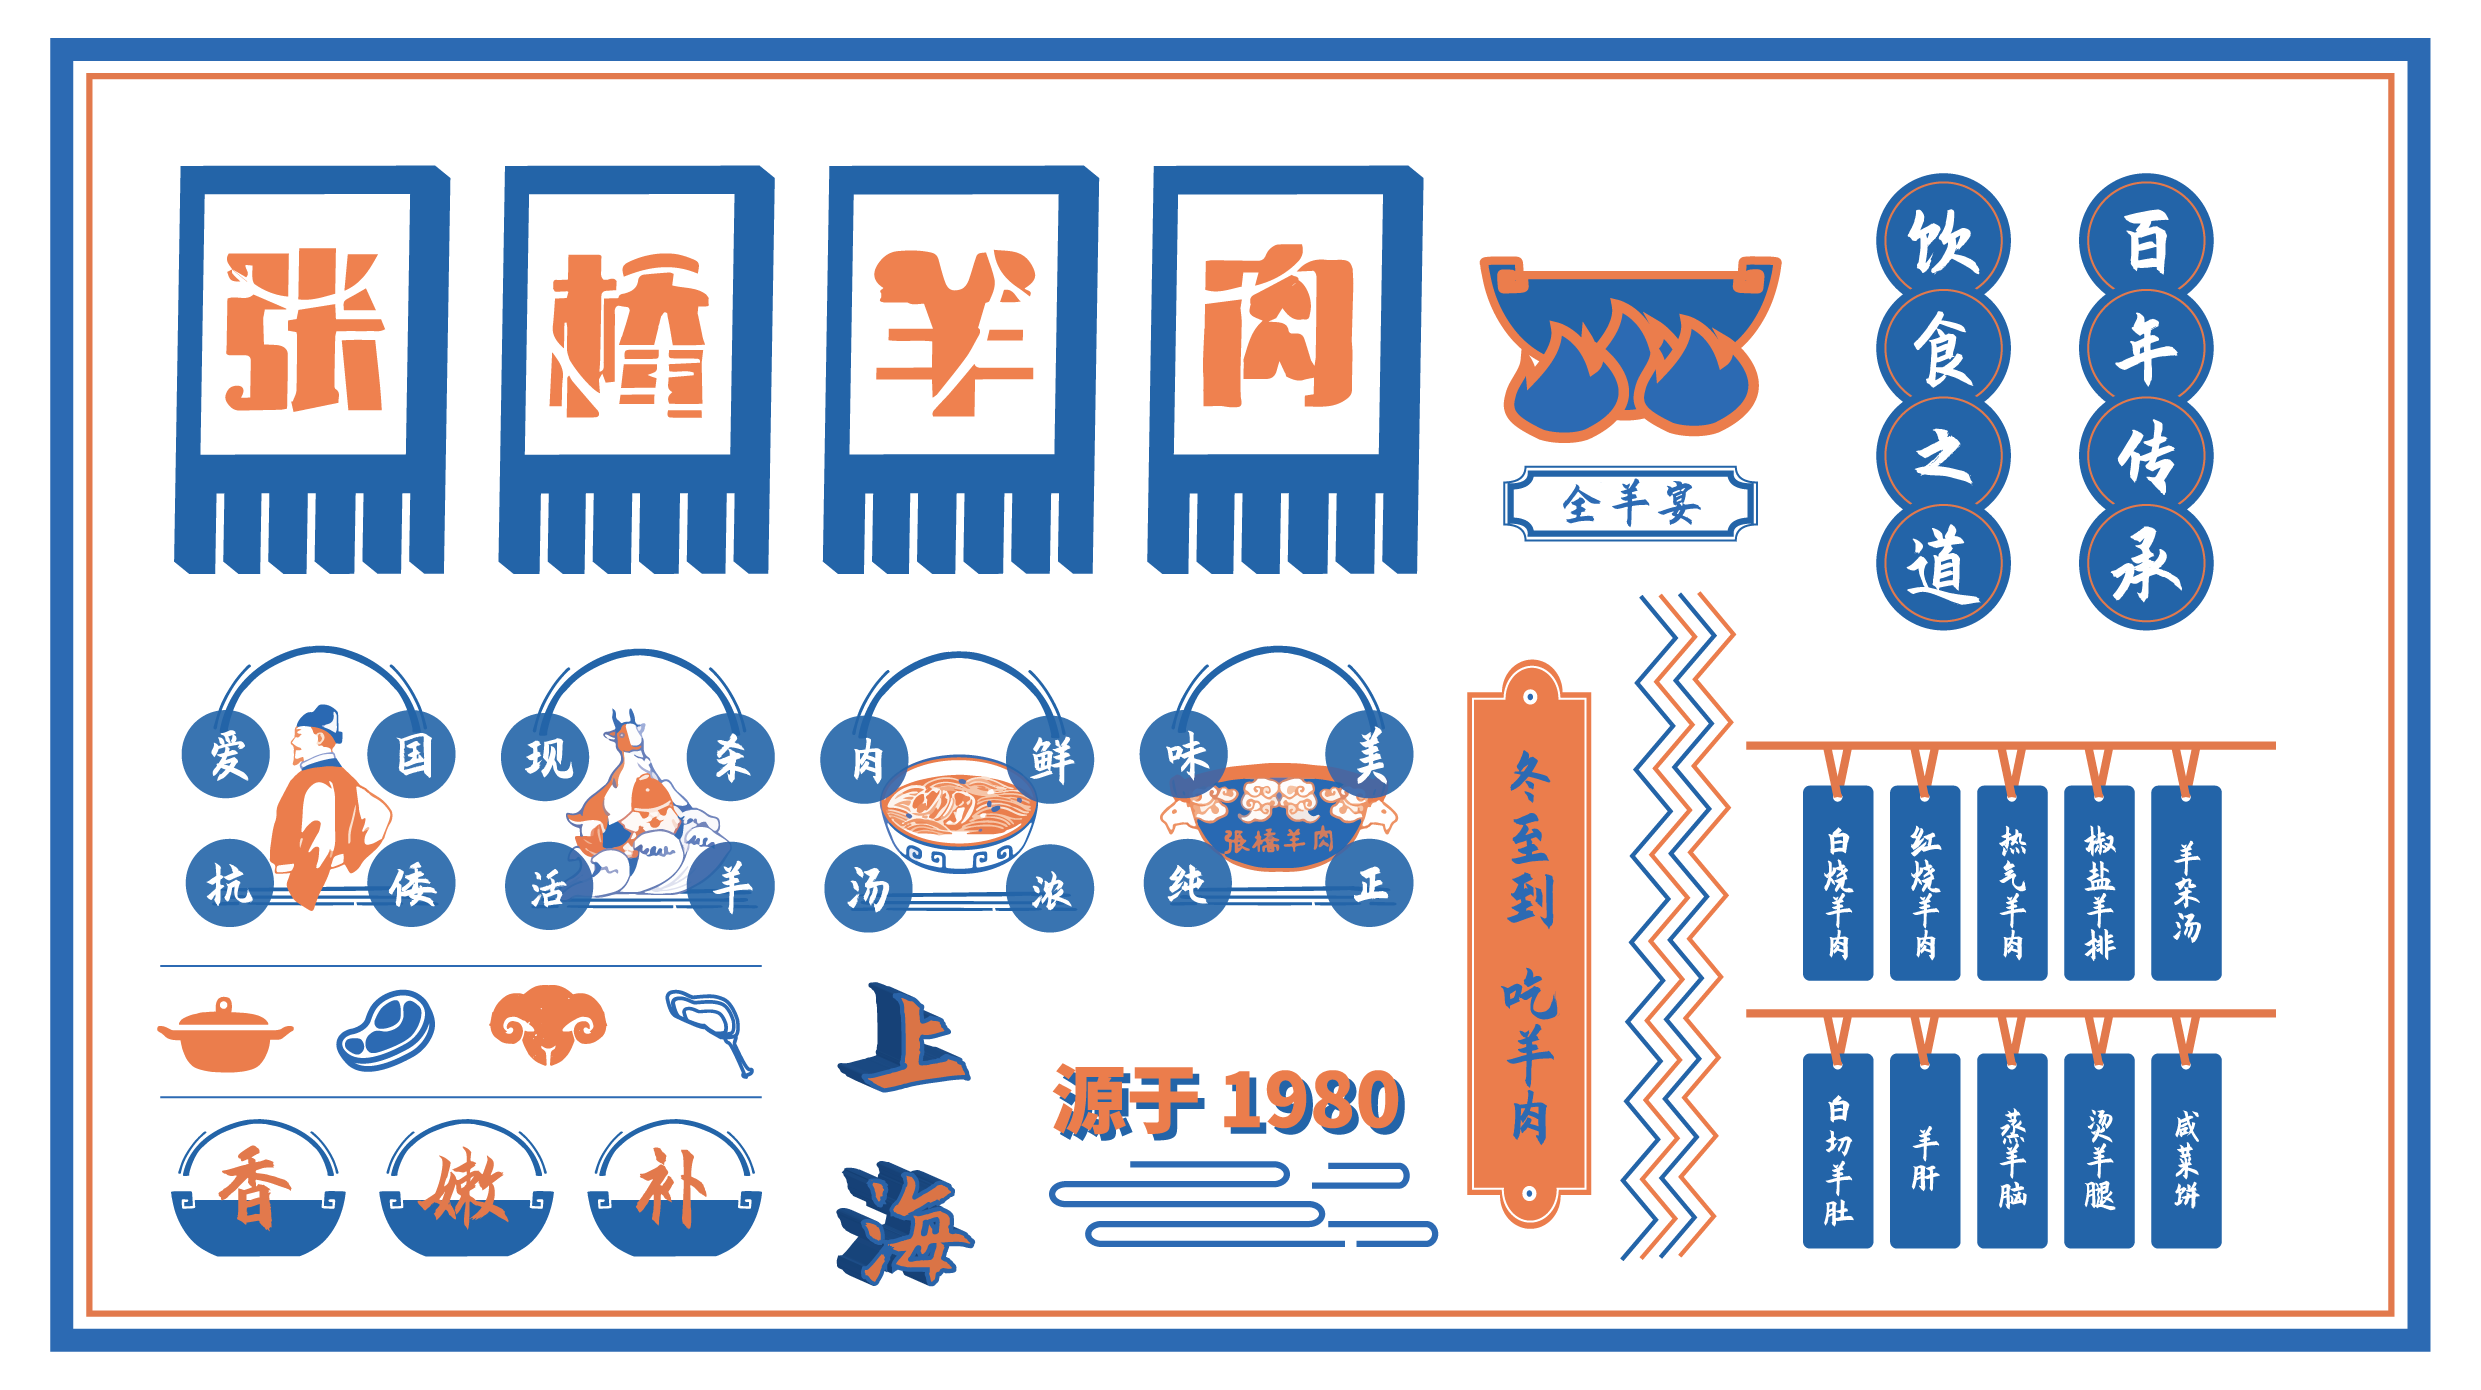 张桥羊肉
全羊宴
百年传承
饮食之道
爱国抗倭
现杀活羊
肉鲜汤浓
味美纯正
張橋羊肉
冬至到 吃羊肉
白烧羊肉
红烧羊肉
热气羊肉
椒盐羊排
羊杂汤
白切羊肚
羊肝
蒸羊脑
烫羊腿
咸菜饼
香
嫩
补
上海
源于 1980